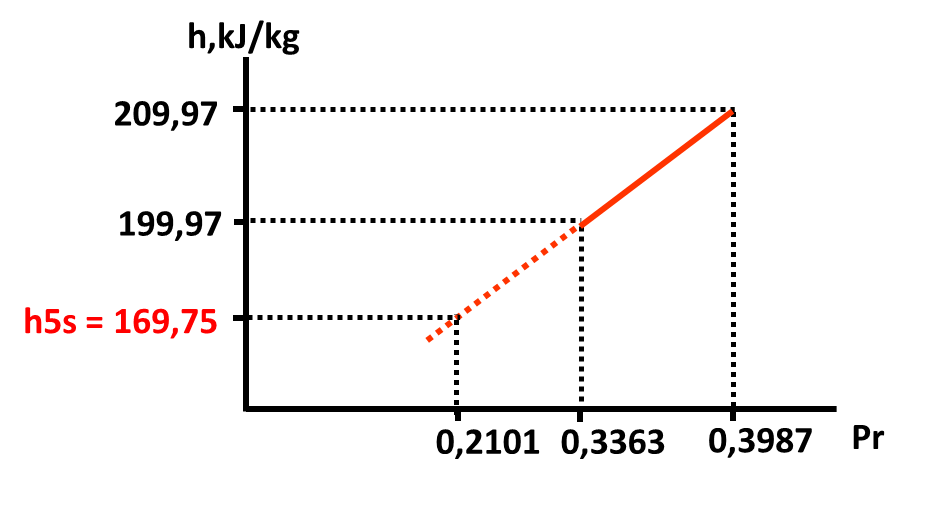 h,kJ/kg
209,97
199,97
h5s = 169,75
0,2101
0,3363
0,3987
Pr